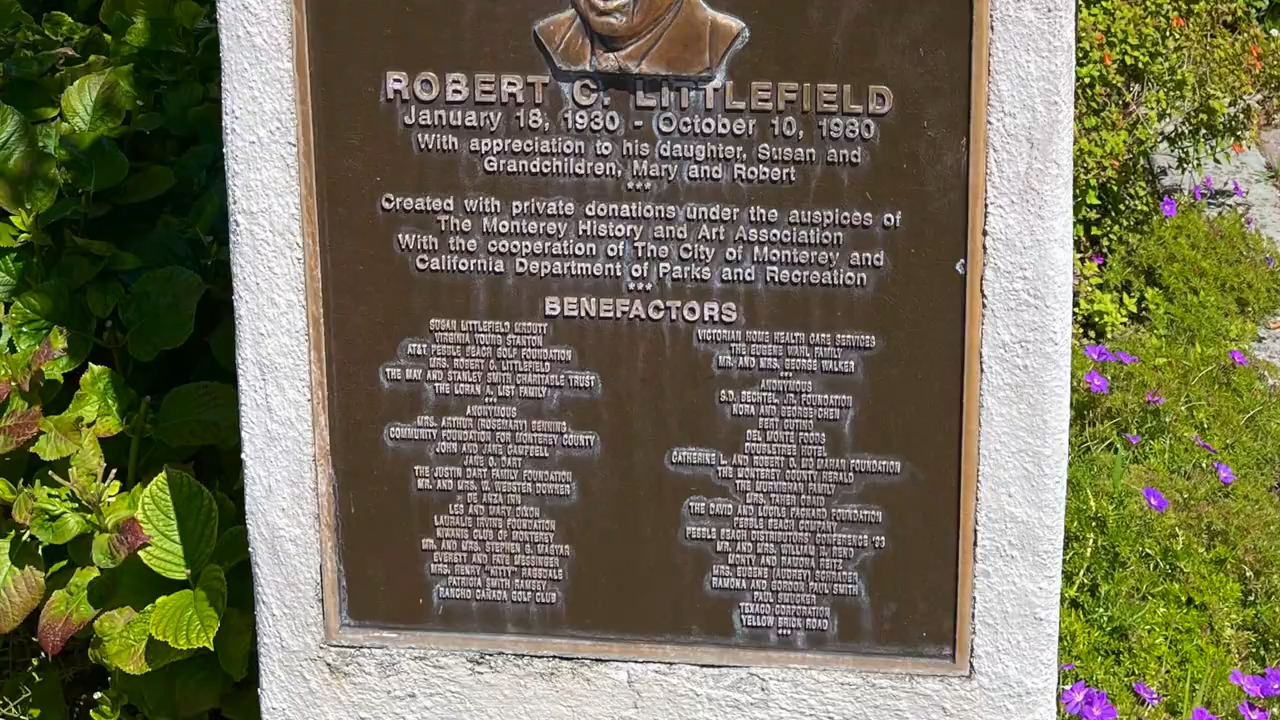 ROBERT C. LITTLEFIELD
January 18, 1930 - October 10, 1980
With appreciation to his daughter, Susan and
Grandchildren, Mary and Robert
***
Created with private donations under the auspices of
The Monterey History and Art Association
With the cooperation of The City of Monterey and
California Department of Parks and Recreation
***
BENEFACTORS
SUSAN LITTLEFIELD
VIRGINIA YOUNG STANTON
AT&T PEBBLE BEACH GOLF FOUNDATION
MRS. ROBERT C. LITTLEFIELD
THE MAY AND STANLEY SMITH CHARITABLE TRUST
THE LORAN A. LIST FAMILY
***
ANONYMOUS
MRS. ARTHUR (ROSEMARY) BENNING
COMMUNITY FOUNDATION FOR MONTEREY COUNTY
JOHN AND JANE CAMPBELL
JANE O. DART
THE JUSTIN DART FAMILY FOUNDATION
MR. AND MRS. W. WEBSTER DOWNER
DE ANZA INN
LES AND MARY DIXON
LAURALIE IRVINE FOUNDATION
KIWANIS CLUB OF MONTEREY
MR. AND MRS. STEPHEN G. MAGYAR
EVERETT AND FAYE MESSINGER
MRS. HENRY "KITTY" RAGSDALE
PATRICIA SMITH RAMSEY
RANCHO CAÑADA GOLF CLUB
VICTORIAN HOME HEALTH CARE SERVICES
THE EUGENE WAHL FAMILY
MR. AND MRS. GEORGE WALKER
***
ANONYMOUS
S.D. BECHTEL, JR. FOUNDATION
NORA AND GEORGE CHEN
BERT CUTINO
DEL MONTE FOODS
DOUBLETREE HOTEL
CATHERINE L. AND ROBERT O. MC MAHAN FOUNDATION
THE MONTEREY COUNTY HERALD
THE FAMILY
MRS. TAHER OBAID
THE DAVID AND LUCILE PACKARD FOUNDATION
PEBBLE BEACH COMPANY
PEBBLE BEACH DISTRIBUTORS' CONFERENCE '93
MR. AND MRS. WILLIAM H. RENO
MONTY AND RAMONA REITZ
MRS. EUGENE (AUDREY) SCHRADER
RAMONA AND GORDON PAUL SMITH
PAUL SMUCKER
TEXACO CORPORATION
YELLOW BRICK ROAD
***